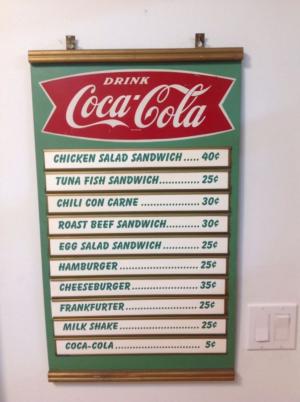 DRINK
Coca-Cola
CHICKEN SALAD SANDWICH ..... 40¢
TUNA FISH SANDWICH.............. 25¢
CHILI CON CARNE .................... 30¢
ROAST BEEF SANDWICH.......... 30¢
EGG SALAD SANDWICH ............ 25¢
HAMBURGER .......................... 25¢
CHEESEBURGER ...................... 35¢
FRANKFURTER ........................ 25¢
MILK SHAKE ........................... 25¢
COCA-COLA ............................ 5¢